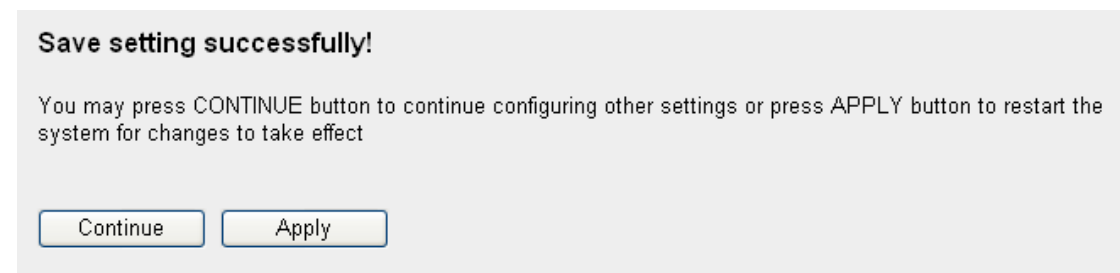 Save setting successfully!
You may press CONTINUE button to continue configuring other settings or press APPLY button to restart the
system for changes to take effect
Continue
Apply